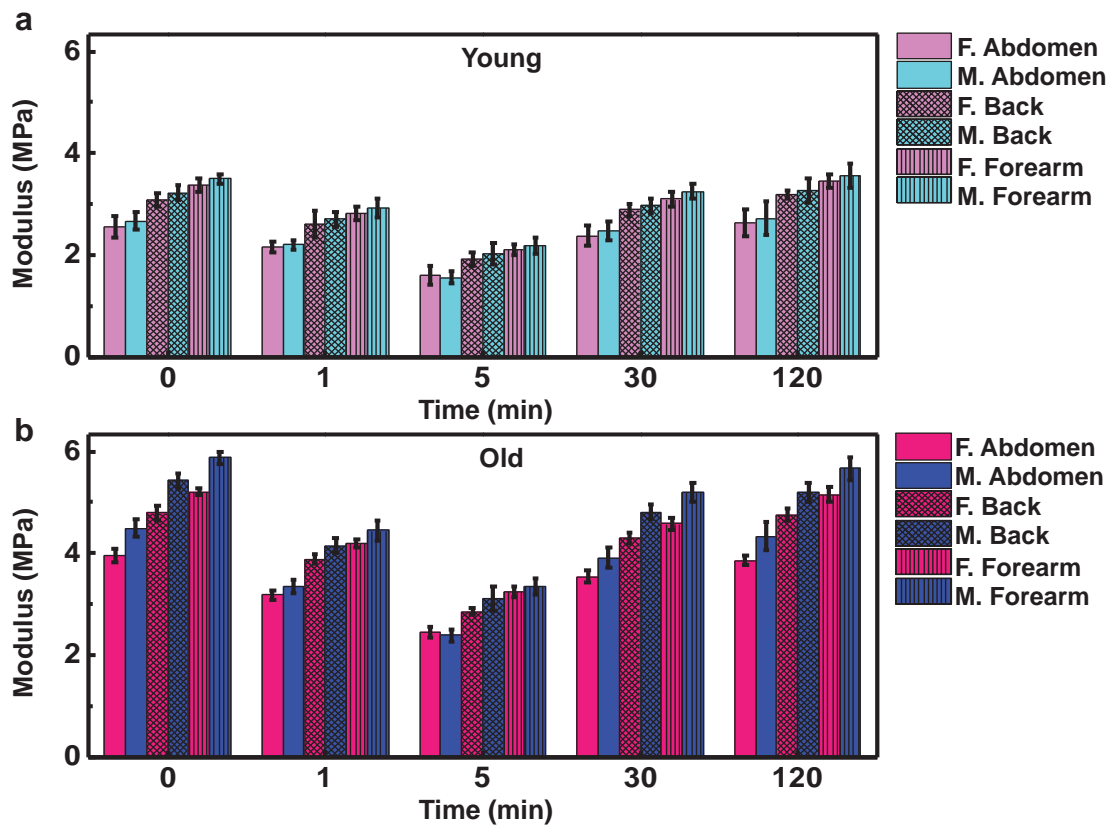 a
Young
Modulus (MPa)
6
4
2
0
0 1 5 30 120
Time (min)
F. Abdomen
M. Abdomen
F. Back
M. Back
F. Forearm
M. Forearm
b
Old
Modulus (MPa)
6
4
2
0
0 1 5 30 120
Time (min)
F. Abdomen
M. Abdomen
F. Back
M. Back
F. Forearm
M. Forearm